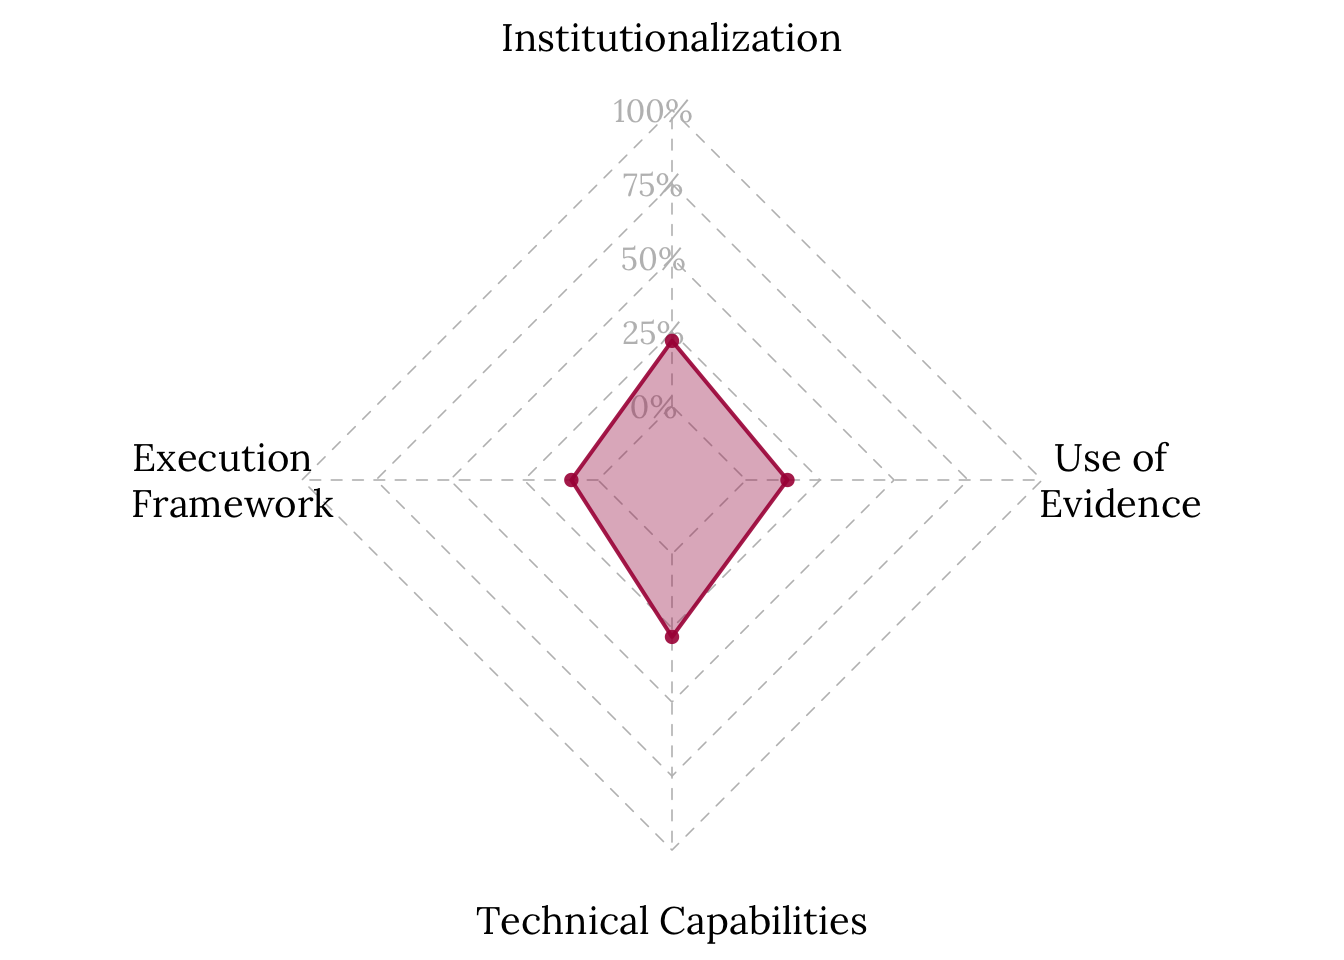 Institutionalization
100%
75%
50%
25%
0%
Execution
Framework
Use of
Evidence
Technical Capabilities